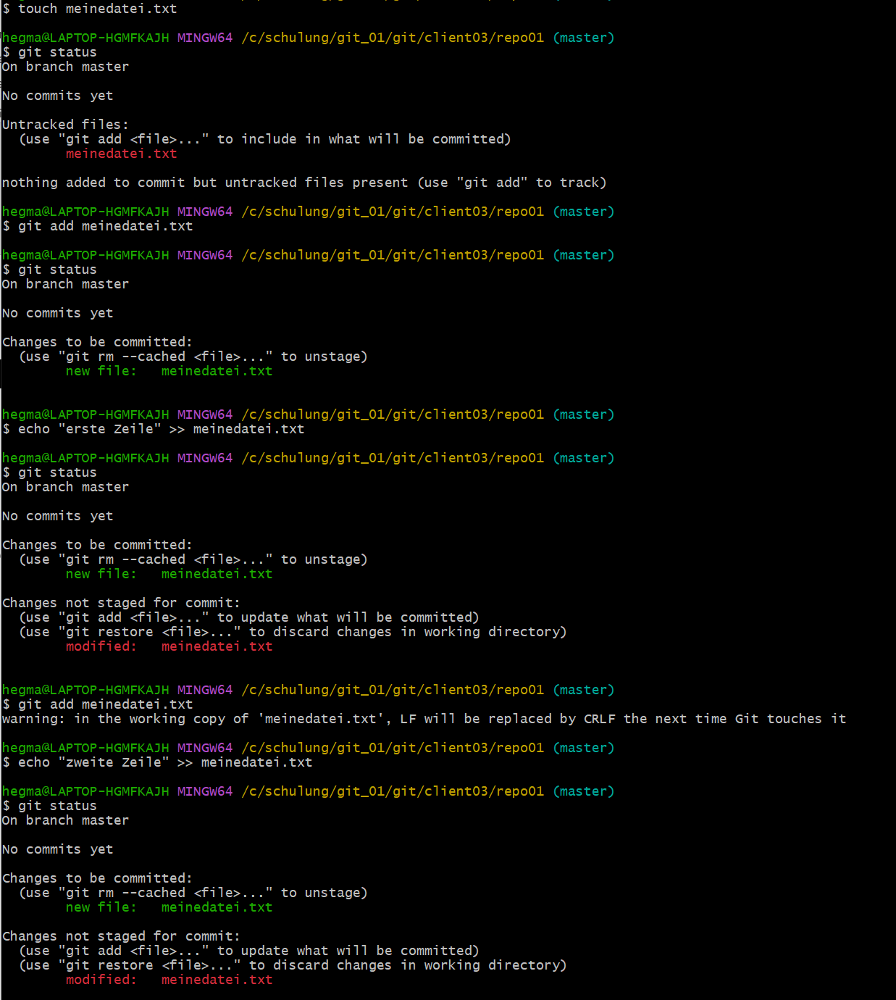 $ touch meinedatei.txt
hegma@LAPTOP-HGMFKAJH MINGW64 /c/schulung/git_01/git/client03/repo01 (master)
$ git status
On branch master
No commits yet
Untracked files:
  (use "git add <file>..." to include in what will be committed)
        meinedatei.txt
nothing added to commit but untracked files present (use "git add" to track)
hegma@LAPTOP-HGMFKAJH MINGW64 /c/schulung/git_01/git/client03/repo01 (master)
$ git add meinedatei.txt
hegma@LAPTOP-HGMFKAJH MINGW64 /c/schulung/git_01/git/client03/repo01 (master)
$ git status
On branch master
No commits yet
Changes to be committed:
  (use "git rm --cached <file>..." to unstage)
        new file:   meinedatei.txt
hegma@LAPTOP-HGMFKAJH MINGW64 /c/schulung/git_01/git/client03/repo01 (master)
$ echo "erste Zeile" >> meinedatei.txt
hegma@LAPTOP-HGMFKAJH MINGW64 /c/schulung/git_01/git/client03/repo01 (master)
$ git status
On branch master
No commits yet
Changes to be committed:
  (use "git rm --cached <file>..." to unstage)
        new file:   meinedatei.txt
Changes not staged for commit:
  (use "git add <file>..." to update what will be committed)
  (use "git restore <file>..." to discard changes in working directory)
        modified:   meinedatei.txt
hegma@LAPTOP-HGMFKAJH MINGW64 /c/schulung/git_01/git/client03/repo01 (master)
$ git add meinedatei.txt
warning: in the working copy of 'meinedatei.txt', LF will be replaced by CRLF the next time Git touches it
hegma@LAPTOP-HGMFKAJH MINGW64 /c/schulung/git_01/git/client03/repo01 (master)
$ echo "zweite Zeile" >> meinedatei.txt
hegma@LAPTOP-HGMFKAJH MINGW64 /c/schulung/git_01/git/client03/repo01 (master)
$ git status
On branch master
No commits yet
Changes to be committed:
  (use "git rm --cached <file>..." to unstage)
        new file:   meinedatei.txt
Changes not staged for commit:
  (use "git add <file>..." to update what will be committed)
  (use "git restore <file>..." to discard changes in working directory)
        modified:   meinedatei.txt